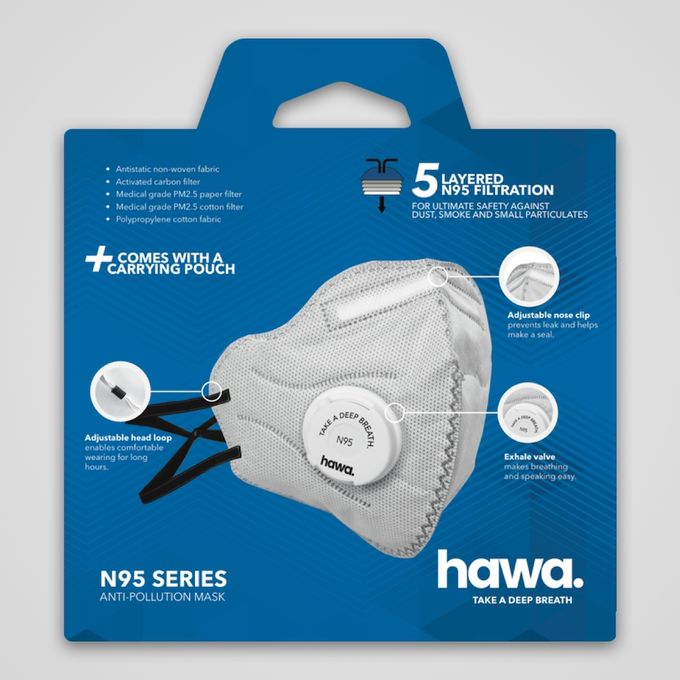 • Antistatic non-woven fabric
• Activated carbon filter
• Medical grade PM2.5 paper filter
• Medical grade PM2.5 cotton filter
• Polypropylene cotton fabric
5 LAYERED
N95 FILTRATION
FOR ULTIMATE SAFETY AGAINST
DUST, SMOKE AND SMALL PARTICULATES
+ COMES WITH A
CARRYING POUCH
Adjustable nose clip
prevents leak and helps
make a seal.
Adjustable head loop
enables comfortable
wearing for long
hours.
TAKE A DEEP BREATH.
N95
hawa.
TAKE A DEEP BREATH.
N95
Exhale valve
makes breathing
and speaking easy.
N95 SERIES
ANTI-POLLUTION MASK
hawa.
TAKE A DEEP BREATH